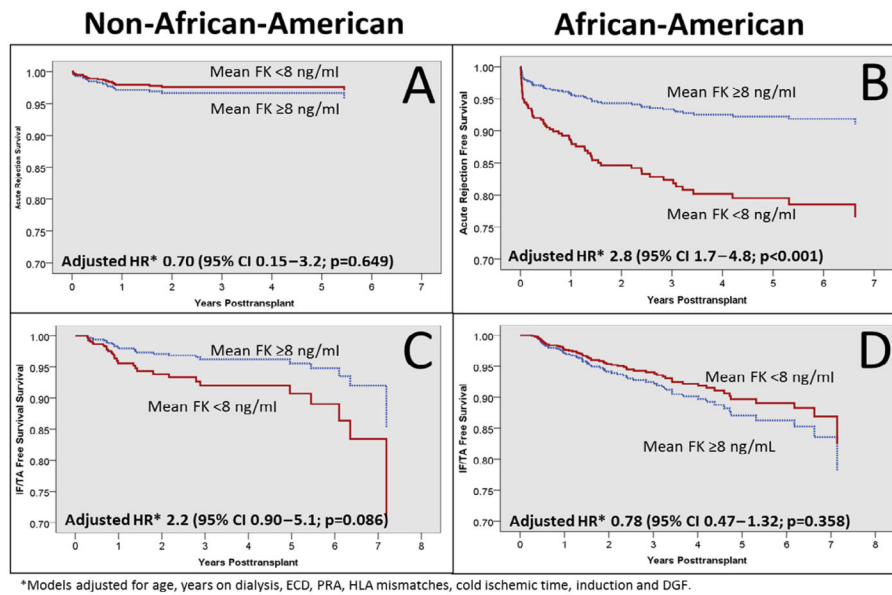 Non-African-American
African-American
A
Mean FK <8 ng/ml
Mean FK ≥8 ng/ml
Acute Rejection Survival
1.00
0.95
0.90
0.85
0.80
0.75
0.70
Adjusted HR* 0.70 (95% CI 0.15–3.2; p=0.649)
0 1 2 3 4 5 6 7
Years Posttransplant
B
Mean FK ≥8 ng/ml
Mean FK <8 ng/ml
Acute Rejection Free Survival
1.00
0.95
0.90
0.85
0.80
0.75
0.70
Adjusted HR* 2.8 (95% CI 1.7–4.8; p<0.001)
0 1 2 3 4 5 6 7
Years Posttransplant
C
Mean FK ≥8 ng/ml
Mean FK <8 ng/ml
IF/TA Free Survival Survival
1.00
0.95
0.90
0.85
0.80
0.75
0.70
Adjusted HR* 2.2 (95% CI 0.90–5.1; p=0.086)
0 1 2 3 4 5 6 7 8
Years Posttransplant
D
Mean FK <8 ng/ml
Mean FK ≥8 ng/mL
IF/TA Free Survival
1.00
0.95
0.90
0.85
0.80
0.75
0.70
Adjusted HR* 0.78 (95% CI 0.47–1.32; p=0.358)
0 1 2 3 4 5 6 7 8
Years Posttransplant
*Models adjusted for age, years on dialysis, ECD, PRA, HLA mismatches, cold ischemic time, induction and DGF.